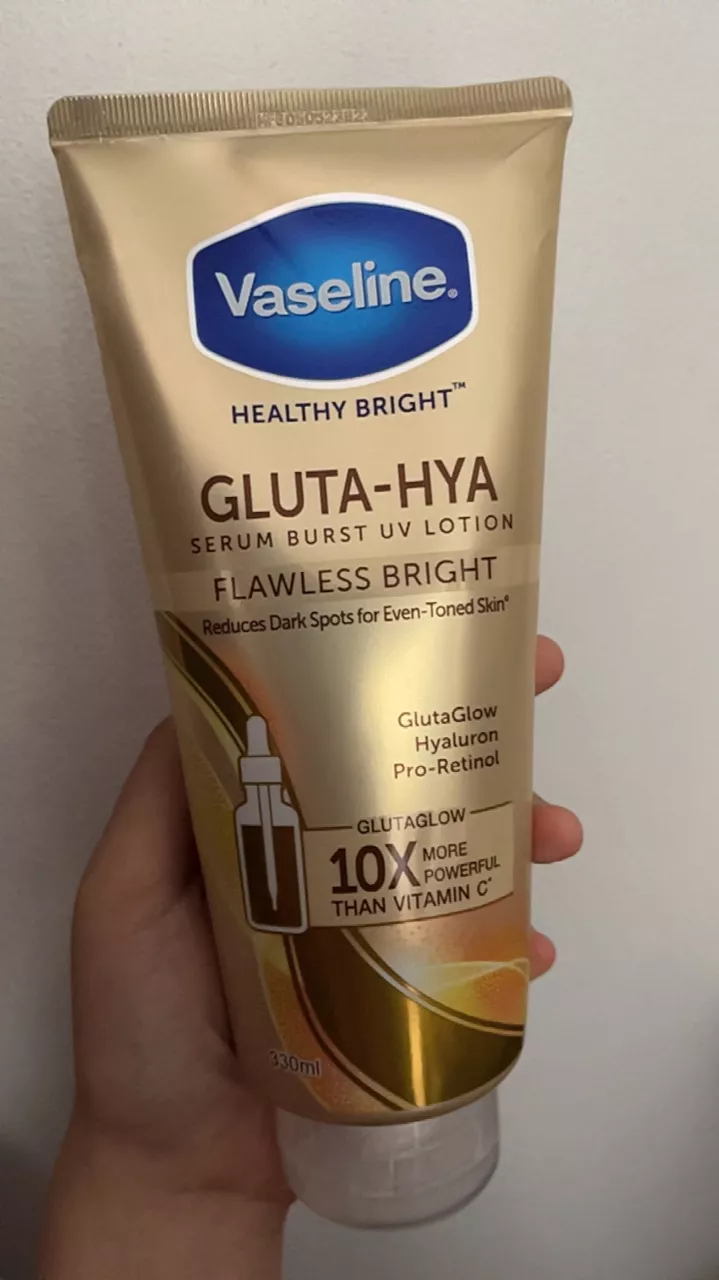 Vaseline®
HEALTHY BRIGHT™
GLUTA-HYA
SERUM BURST UV LOTION
FLAWLESS BRIGHT
Reduces Dark Spots for Even-Toned Skin*
GlutaGlow
Hyaluron
Pro-Retinol
GLUTAGLOW
10X MORE
POWERFUL
THAN VITAMIN C*
330ml